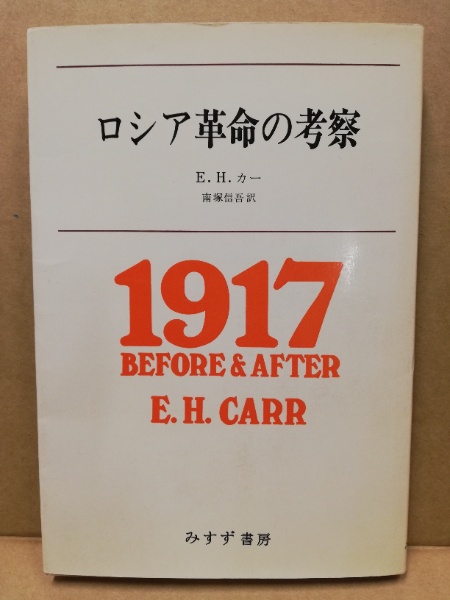 ロシア革命の考察
E. H. カー
南塚信吾訳
1917
BEFORE & AFTER
E. H. CARR
みすず書房